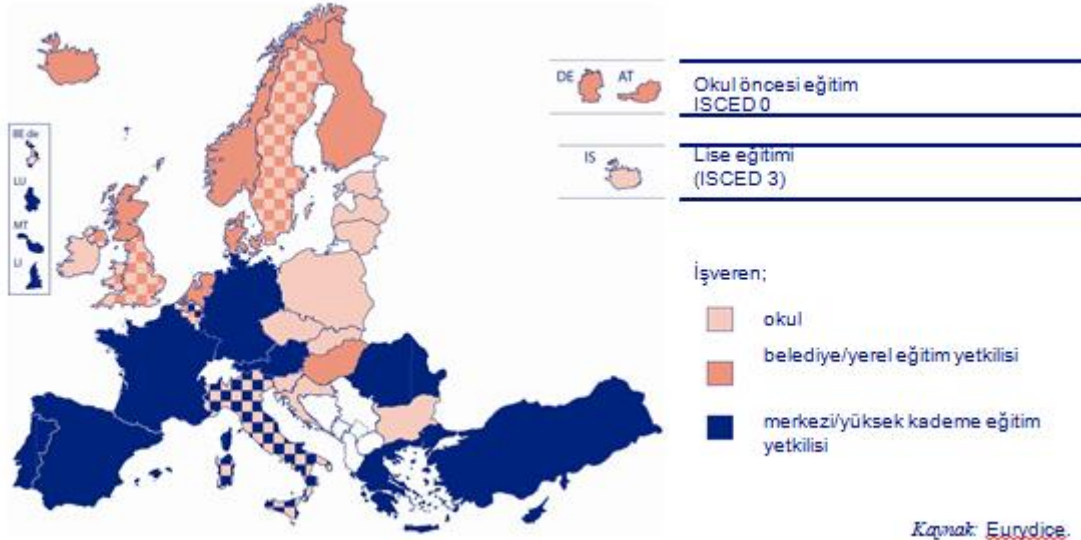 DE AT
Okul öncesi eğitim
ISCED 0
IS
Lise eğitimi
(ISCED 3)
BE de
LU
MT
LI
İşveren;
okul
belediye/yerel eğitim yetkilisi
merkezi/yüksek kademe eğitim
yetkilisi
Kaynak: Eurydice.